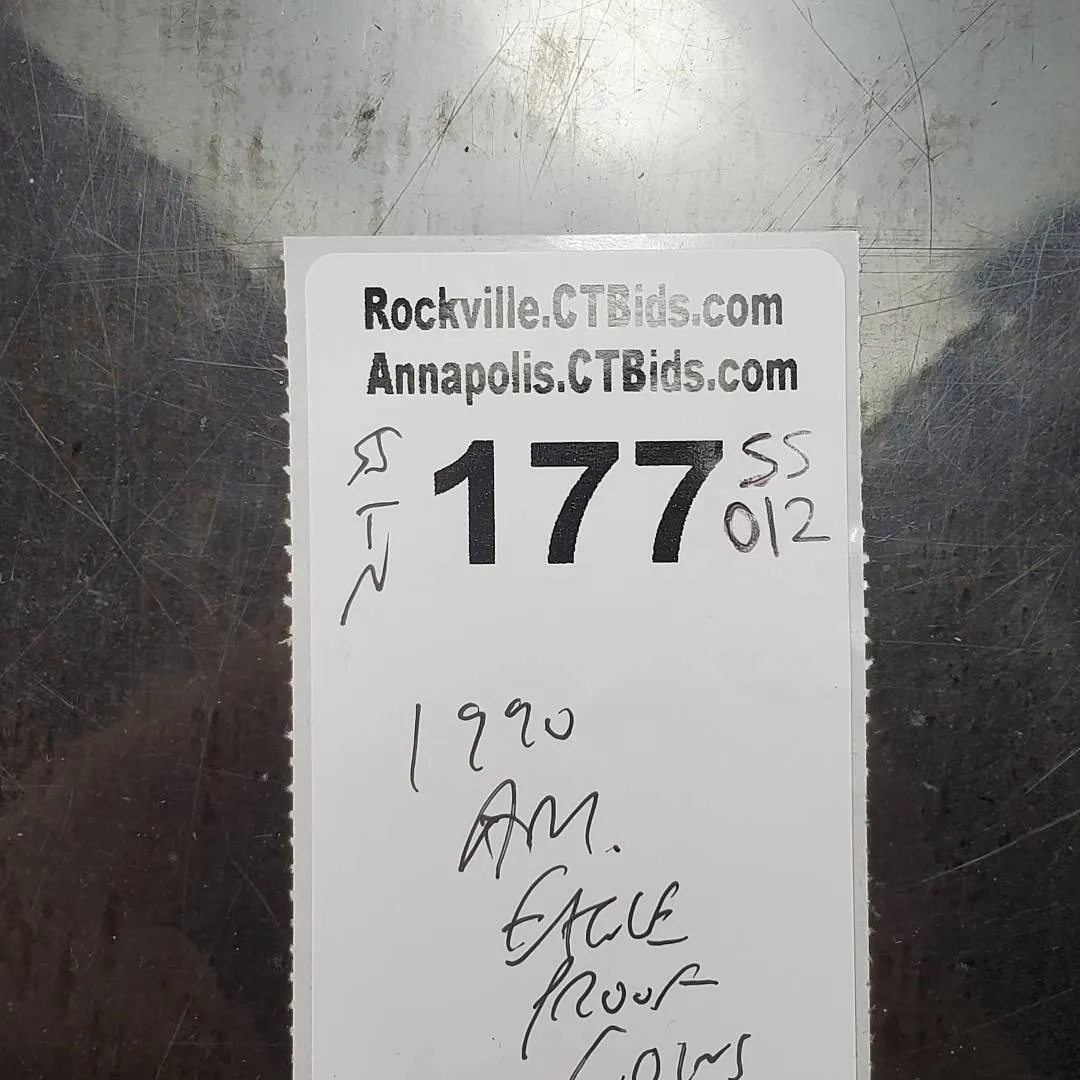 Rockville.CTBids.com
Annapolis.CTBids.com
177
SS
012
1990
AM.
EAGLE
PROOF
COINS